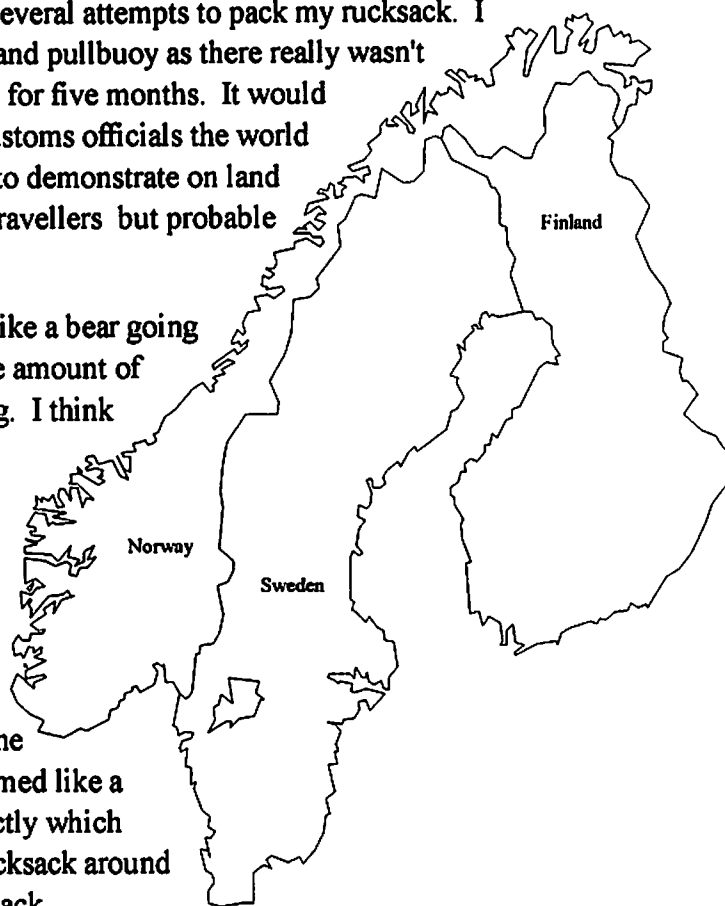 everal attempts to pack my rucksack. I
and pullbuoy as there really wasn't
for five months. It would
stoms officials the world
to demonstrate on land
ravellers but probable
Finland
ike a bear going
e amount of
g. I think
Norway
Sweden
ne
med like a
ctly which
cksack around
ack